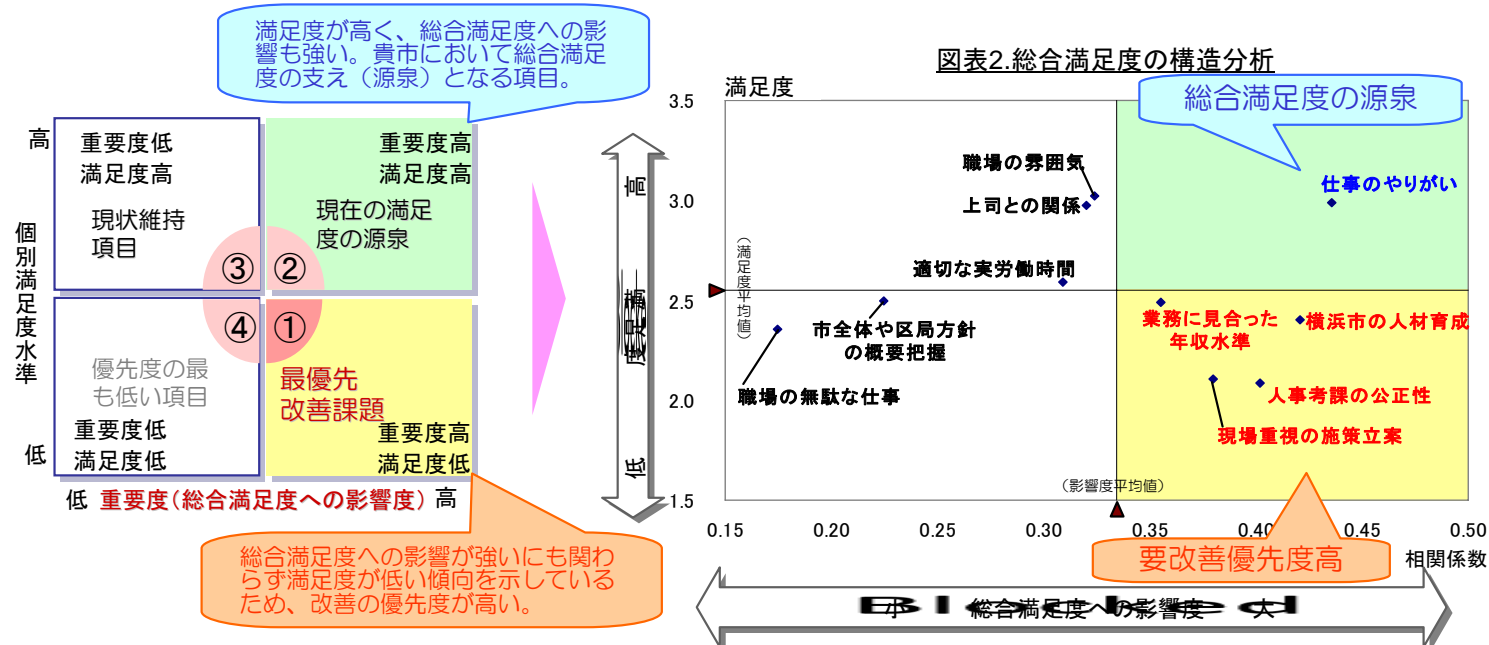 満足度が高く、総合満足度への影
響も強い。貴市において総合満足
度の支え（源泉）となる項目。
高
重要度低
満足度高
現状維持
項目
③
重要度高
満足度高
現在の満足
度の源泉
②
個別満足度水準
④
優先度の最
も低い項目
重要度低
満足度低
①
最優先
改善課題
重要度高
満足度低
低
低 重要度(総合満足度への影響度) 高
総合満足度への影響が強いにも関わ
らず満足度が低い傾向を示している
ため、改善の優先度が高い。
図表2.総合満足度の構造分析
満足度
高
低
3.5
3.0
2.5
2.0
1.5
（満足度平均値）
総合満足度の源泉
職場の雰囲気
仕事のやりがい
上司との関係
適切な実労働時間
市全体や区局方針
の概要把握
業務に見合った
年収水準
横浜市の人材育成
職場の無駄な仕事
人事考課の公正性
現場重視の施策立案
（影響度平均値）
0.15
0.20
0.25
0.30
0.35
0.40
0.45
0.50
要改善優先度高
相関係数
小 総合満足度への影響度 大